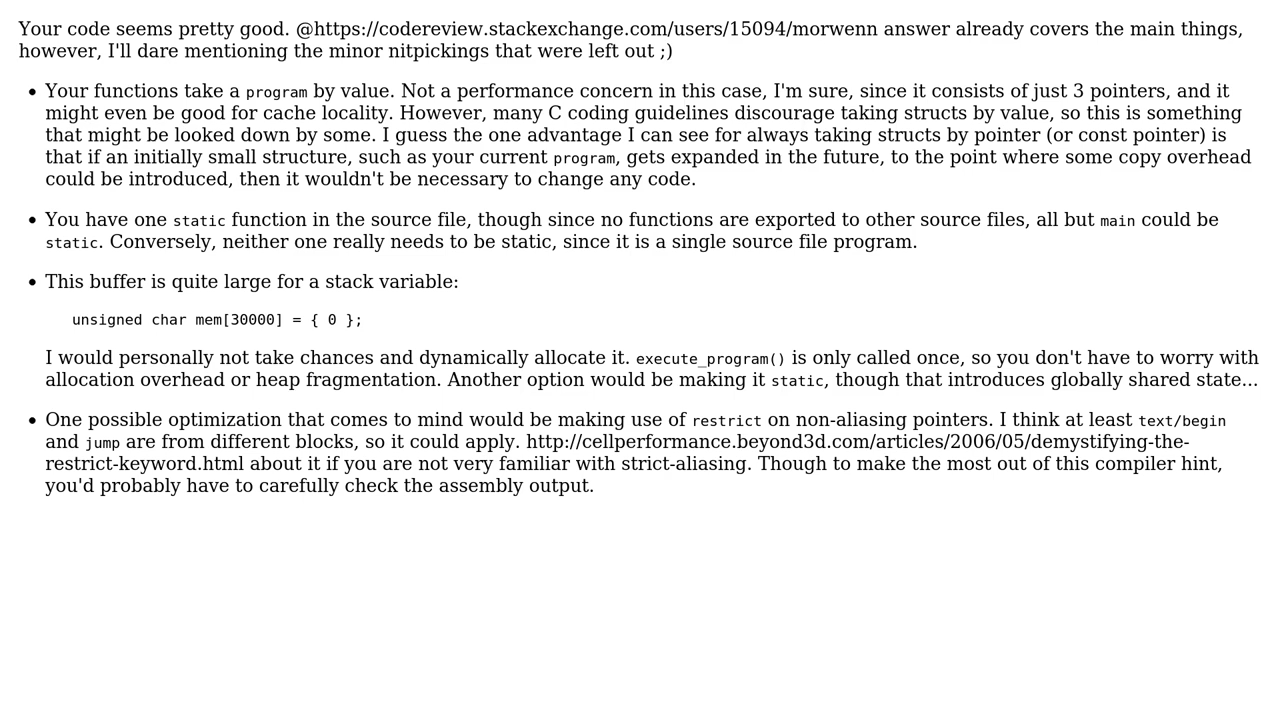 Your code seems pretty good. @https://codereview.stackexchange.com/users/15094/morwenn answer already covers the main things,
however, I'll dare mentioning the minor nitpickings that were left out ;)
• Your functions take a program by value. Not a performance concern in this case, I'm sure, since it consists of just 3 pointers, and it
might even be good for cache locality. However, many C coding guidelines discourage taking structs by value, so this is something
that might be looked down by some. I guess the one advantage I can see for always taking structs by pointer (or const pointer) is
that if an initially small structure, such as your current program, gets expanded in the future, to the point where some copy overhead
could be introduced, then it wouldn't be necessary to change any code.
• You have one static function in the source file, though since no functions are exported to other source files, all but main could be
static. Conversely, neither one really needs to be static, since it is a single source file program.
• This buffer is quite large for a stack variable:
unsigned char mem[30000] = { 0 };
I would personally not take chances and dynamically allocate it. execute_program() is only called once, so you don't have to worry with
allocation overhead or heap fragmentation. Another option would be making it static, though that introduces globally shared state...
• One possible optimization that comes to mind would be making use of restrict on non-aliasing pointers. I think at least text/begin
and jump are from different blocks, so it could apply. http://cellperformance.beyond3d.com/articles/2006/05/demystifying-the-
restrict-keyword.html about it if you are not very familiar with strict-aliasing. Though to make the most out of this compiler hint,
you'd probably have to carefully check the assembly output.